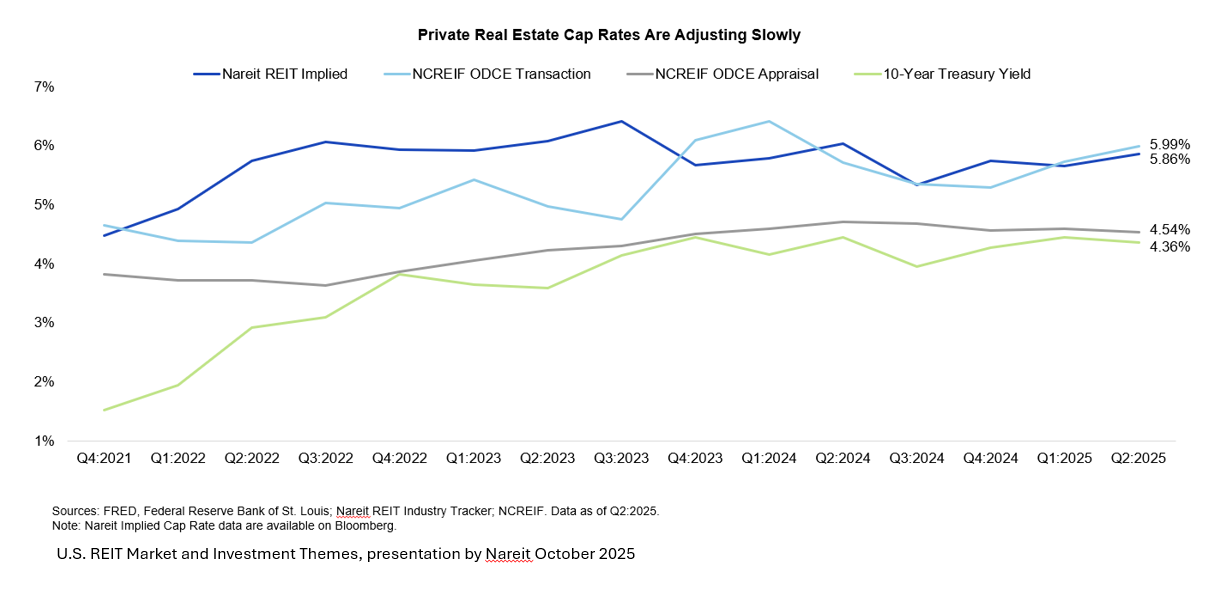 Private Real Estate Cap Rates Are Adjusting Slowly
Nareit REIT Implied NCREIF ODCE Transaction NCREIF ODCE Appraisal 10-Year Treasury Yield
7%
6%
5%
4%
3%
2%
1%
5.99%
5.86%
4.54%
4.36%
Q4:2021 Q1:2022 Q2:2022 Q3:2022 Q4:2022 Q1:2023 Q2:2023 Q3:2023 Q4:2023 Q1:2024 Q2:2024 Q3:2024 Q4:2024 Q1:2025 Q2:2025
Sources: FRED, Federal Reserve Bank of St. Louis; Nareit REIT Industry Tracker; NCREIF. Data as of Q2:2025.
Note: Nareit Implied Cap Rate data are available on Bloomberg.
U.S. REIT Market and Investment Themes, presentation by Nareit October 2025